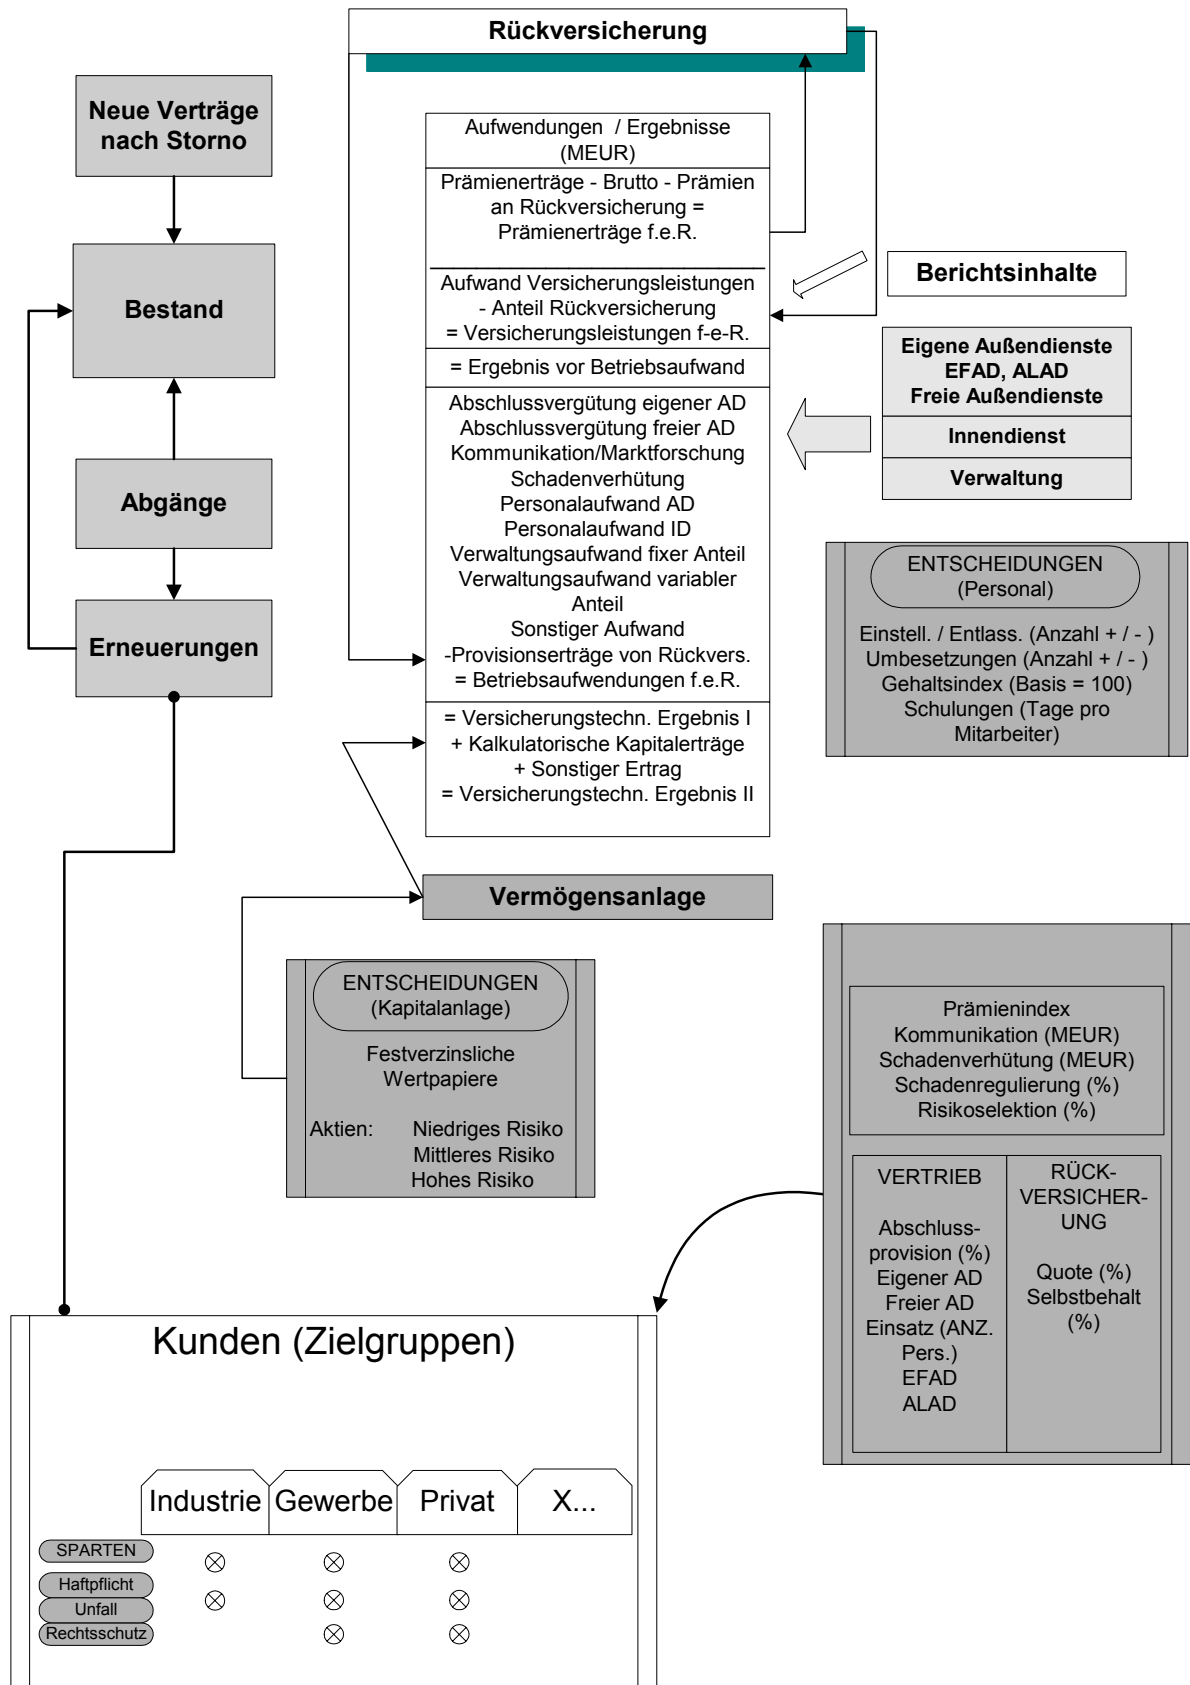 Rückversicherung
Neue Verträge
nach Storno
Bestand
Abgänge
Erneuerungen
Aufwendungen / Ergebnisse
(MEUR)
Prämienerträge - Brutto - Prämien
an Rückversicherung =
Prämienerträge f.e.R.
Aufwand Versicherungsleistungen
- Anteil Rückversicherung
= Versicherungsleistungen f-e-R.
= Ergebnis vor Betriebsaufwand
Abschlussvergütung eigener AD
Abschlussvergütung freier AD
Kommunikation/Marktforschung
Schadenverhütung
Personalaufwand AD
Personalaufwand ID
Verwaltungsaufwand fixer Anteil
Verwaltungsaufwand variabler
Anteil
Sonstiger Aufwand
-Provisionserträge von Rückvers.
= Betriebsaufwendungen f.e.R.
= Versicherungstechn. Ergebnis I
+ Kalkulatorische Kapitalerträge
+ Sonstiger Ertrag
= Versicherungstechn. Ergebnis II
Berichtsinhalte
Eigene Außendienste
EFAD, ALAD
Freie Außendienste
Innendienst
Verwaltung
ENTSCHEIDUNGEN
(Personal)
Einstell. / Entlass. (Anzahl + / - )
Umbesetzungen (Anzahl + / - )
Gehaltsindex (Basis = 100)
Schulungen (Tage pro
Mitarbeiter)
Vermögensanlage
ENTSCHEIDUNGEN
(Kapitalanlage)
Festverzinsliche
Wertpapiere
Aktien: Niedriges Risiko
Mittleres Risiko
Hohes Risiko
Prämienindex
Kommunikation (MEUR)
Schadenverhütung (MEUR)
Schadenregulierung (%)
Risikoselektion (%)
VERTRIEB
Abschluss-
provision (%)
Eigener AD
Freier AD
Einsatz (ANZ.
Pers.)
EFAD
ALAD
RÜCK-
VERSICHER-
UNG
Quote (%)
Selbstbehalt
(%)
Kunden (Zielgruppen)
Industrie Gewerbe Privat X...
SPARTEN
Haftpflicht
Unfall
Rechtsschutz